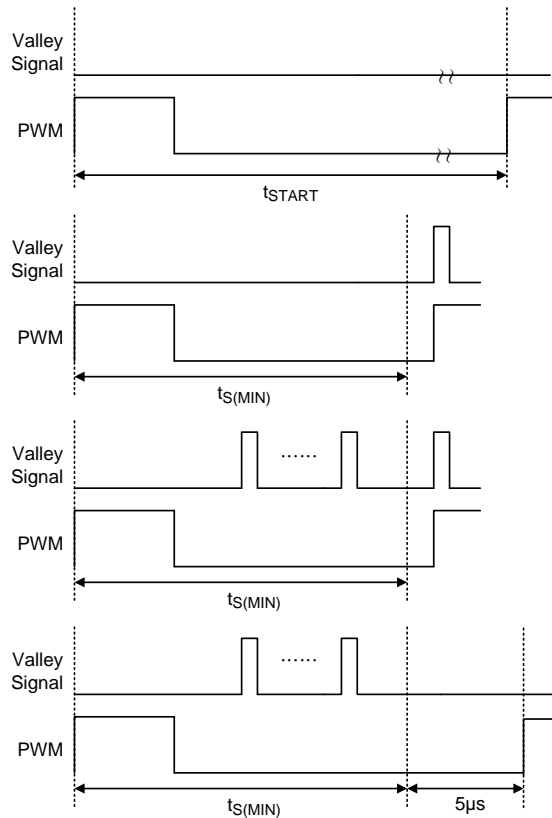 Valley
Signal
PWM
tSTART
Valley
Signal
PWM
tS(MIN)
Valley
Signal
......
PWM
tS(MIN)
Valley
Signal
......
PWM
tS(MIN)
5µs